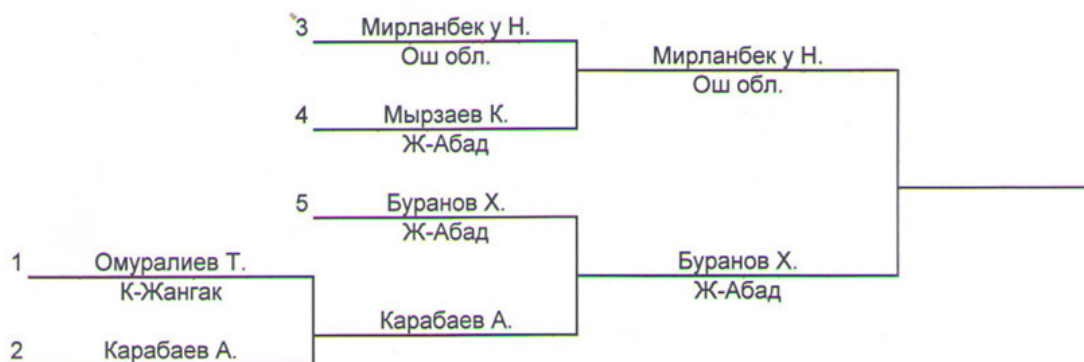 3 Мирланбек у Н.
Ош обл.
Мирланбек у Н.
Ош обл.
4 Мырзаев К.
Ж-Абад
5 Буранов Х.
Ж-Абад
1 Омуралиев Т.
К-Жангак
Буранов Х.
Ж-Абад
Карабаев А.
2 Карабаев А.